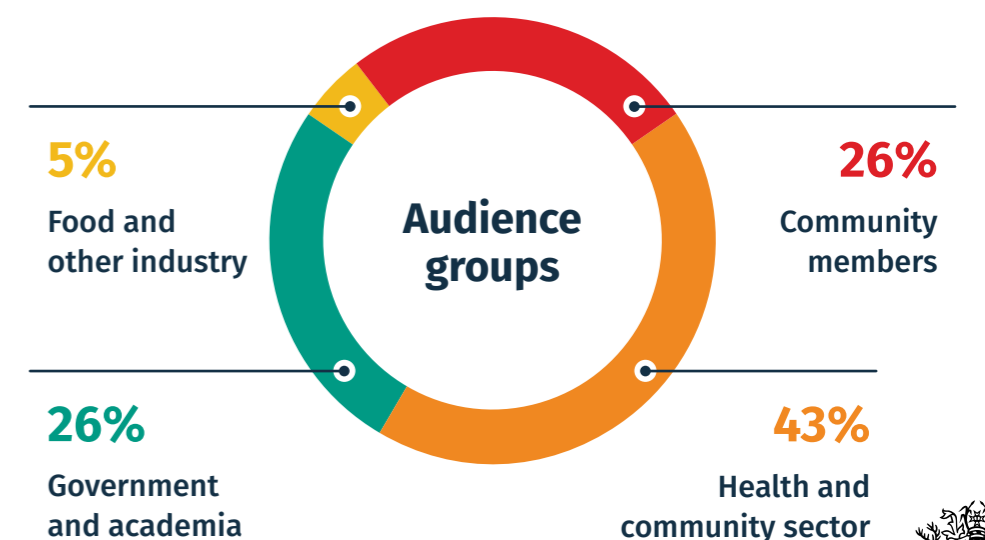 5%
Food and
other industry
26%
Community
members
Audience
groups
26%
Government
and academia
43%
Health and
community sector